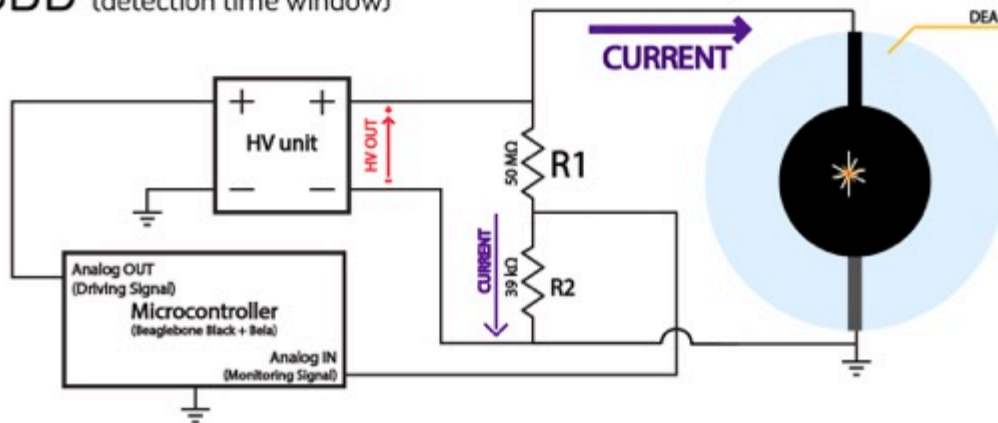 (detection time window)
CURRENT
DEA
+ +
HV unit
− −
HV OUT
- +
50 MΩ
R1
CURRENT
39 kΩ
R2
Analog OUT
(Driving Signal)
Microcontroller
(Beaglebone Black + Bela)
Analog IN
(Monitoring Signal)